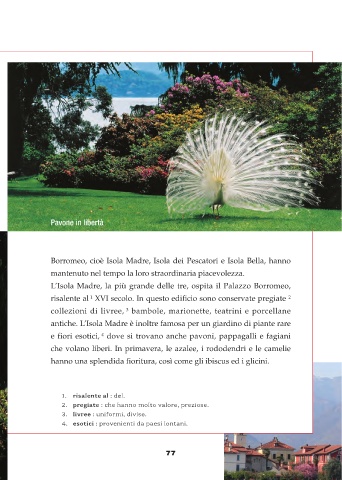 Pavone in libertà
Borromeo, cioè Isola Madre, Isola dei Pescatori e Isola Bella, hanno
mantenuto nel tempo la loro straordinaria piacevolezza.
L'Isola Madre, la più grande delle tre, ospita il Palazzo Borromeo,
risalente al 1 XVI secolo. In questo edificio sono conservate pregiate 2
collezioni di livree, 3 bambole, marionette, teatrini e porcellane
antiche. L'Isola Madre è inoltre famosa per un giardino di piante rare
e fiori esotici, 4 dove si trovano anche pavoni, pappagalli e fagiani
che volano liberi. In primavera, le azalee, i rododendri e le camelie
hanno una splendida fioritura, così come gli ibiscus ed i glicini.
1. risalente al : del.
2. pregiate : che hanno molto valore, preziose.
3. livree : uniformi, divise.
4. esotici : provenienti da paesi lontani.
77